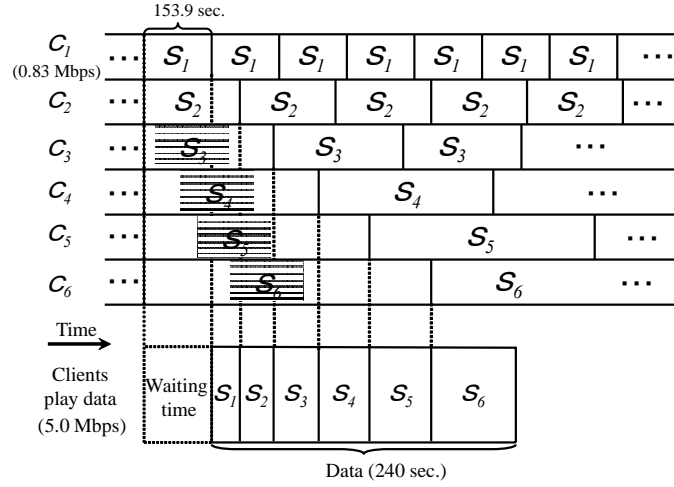 153.9 sec.
C1 ... S1 S1 S1 S1 S1 S1 S1 ...
(0.83 Mbps)
C2 ... S2 S2 S2 S2 S2 ...
C3 ... S3 S3 S3 ...
C4 ... S4 S4 ...
C5 ... S5 S5 ...
C6 ... S6 S6 ...
Time
Clients
play data
(5.0 Mbps)
Waiting
time
S1 S2 S3 S4 S5 S6
Data (240 sec.)